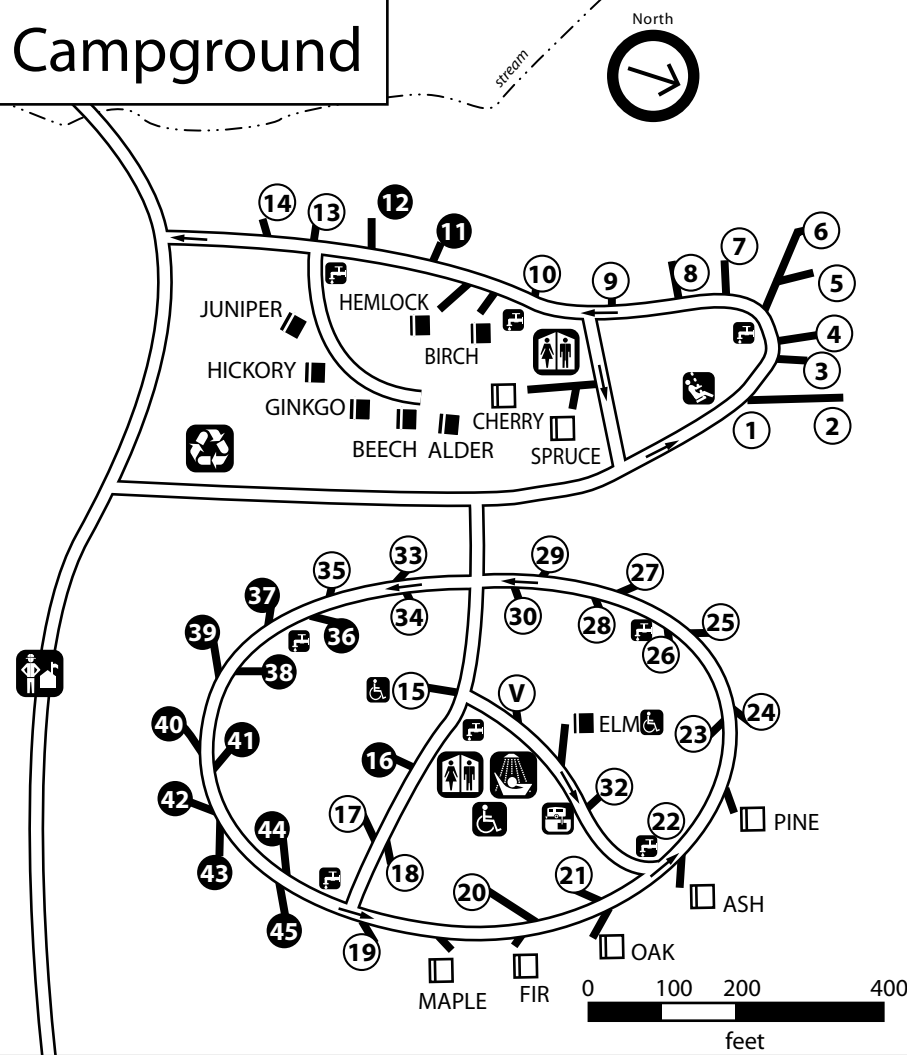 Campground
North
stream
14
13
12
11
10
9
8
7
6
5
4
3
2
1
JUNIPER
HEMLOCK
BIRCH
HICKORY
GINKGO
BEECH
ALDER
CHERRY
SPRUCE
33
29
35
27
37
34
30
28
25
36
26
39
38
15
V
24
40
41
ELM
23
16
42
32
17
22
PINE
44
43
18
21
20
ASH
45
19
OAK
MAPLE
FIR
0 100 200 400
feet